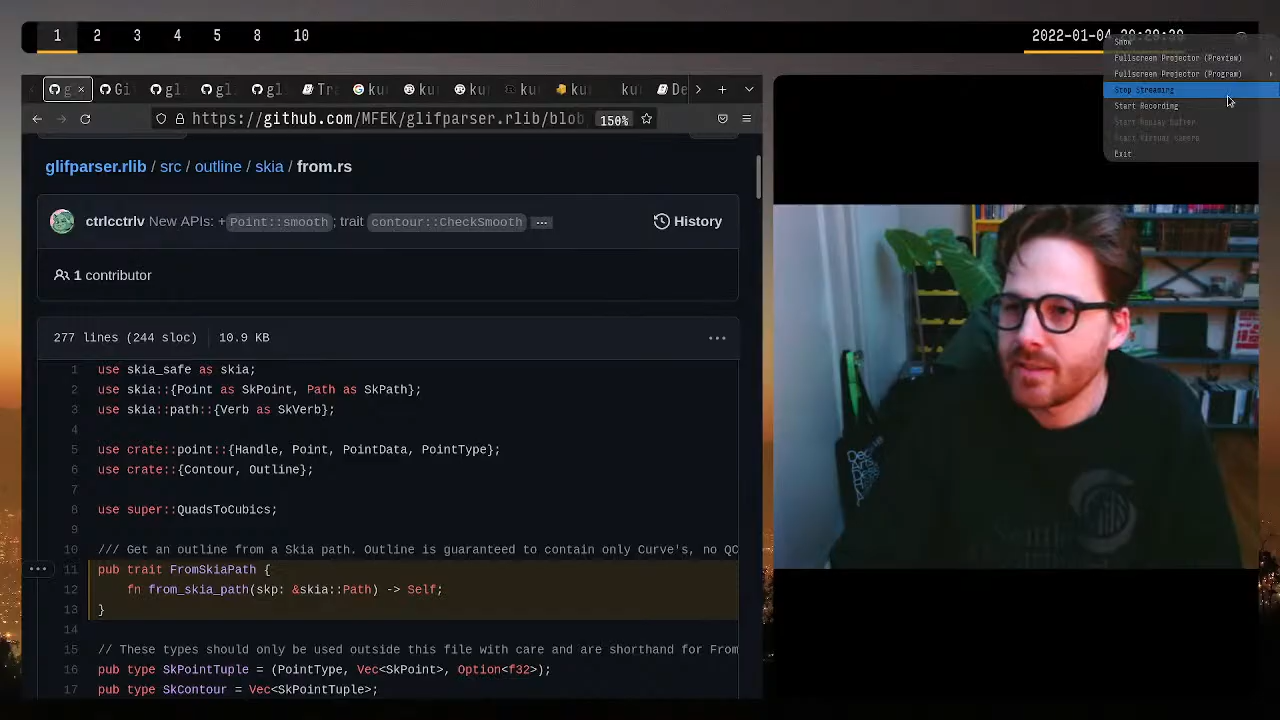 1 2 3 4 5 8 10
Show
Fullscreen Projector (Preview)
Fullscreen Projector (Program)
Stop Streaming
Start Recording
Start Replay Buffer
Start Virtual Camera
Exit
https://github.com/MFEK/glifparser.rlib/blob 150%
glifparser.rlib / src / outline / skia / from.rs
ctrlcctrlv New APIs: +Point::smooth; trait contour::CheckSmooth ... History
1 contributor
277 lines (244 sloc) 10.9 KB
1 use skia_safe as skia;
2 use skia::{Point as SkPoint, Path as SkPath};
3 use skia::path::{Verb as SkVerb};
4
5 use crate::point::{Handle, Point, PointData, PointType};
6 use crate::{Contour, Outline};
7
8 use super::QuadsToCubics;
9
10 /// Get an outline from a Skia path. Outline is guaranteed to contain only Curve's, no QC
11 pub trait FromSkiaPath {
12 fn from_skia_path(skp: &skia::Path) -> Self;
13 }
14
15 // These types should only be used outside this file with care and are shorthand for From
16 pub type SkPointTuple = (PointType, Vec<SkPoint>, Option<f32>);
17 pub type SkContour = Vec<SkPointTuple>;